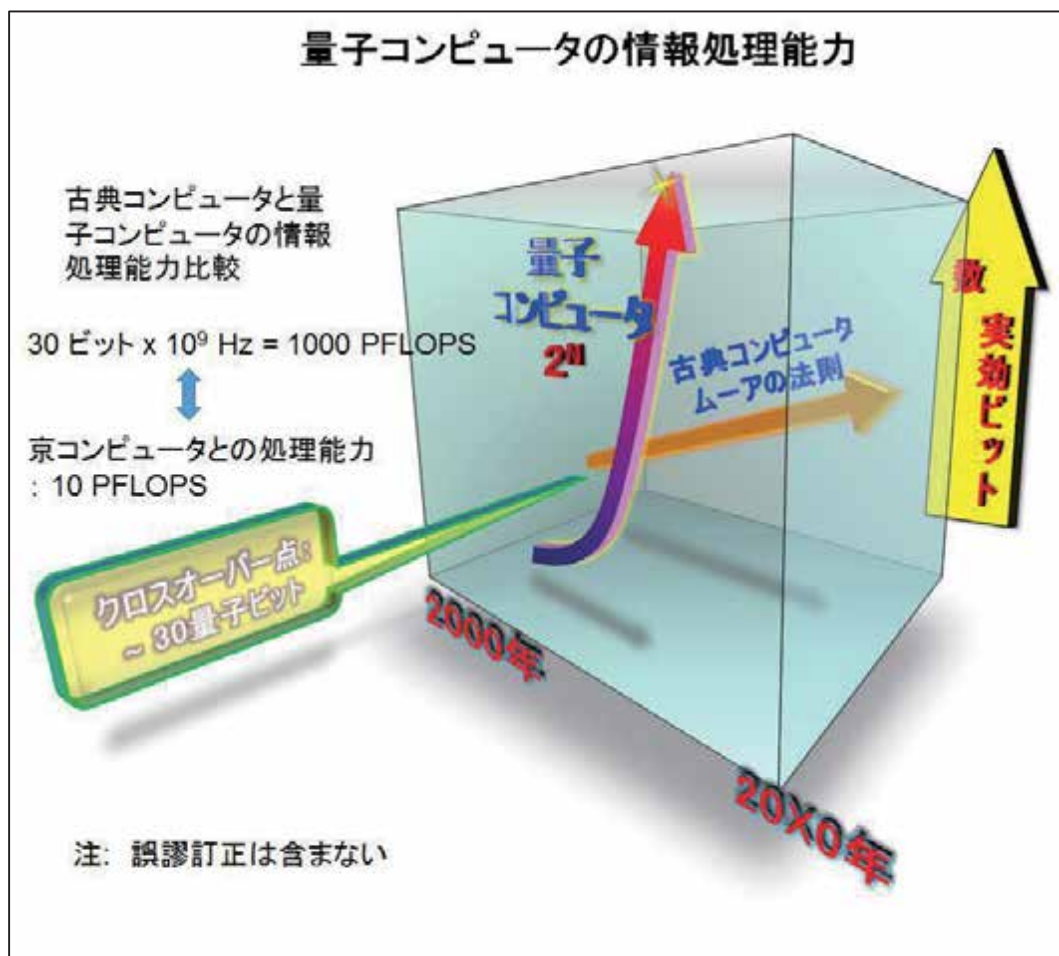 量子コンピュータの情報処理能力
古典コンピュータと量
子コンピュータの情報
処理能力比較
30 ビット x 10⁹ Hz = 1000 PFLOPS
京コンピュータとの処理能力
: 10 PFLOPS
量子
コンピュータ
2ᴺ
古典コンピュータ
ムーアの法則
実効ビット
数
クロスオーバー点:
~ 30量子ビット
2000年
20X0年
注: 誤謬訂正は含まない